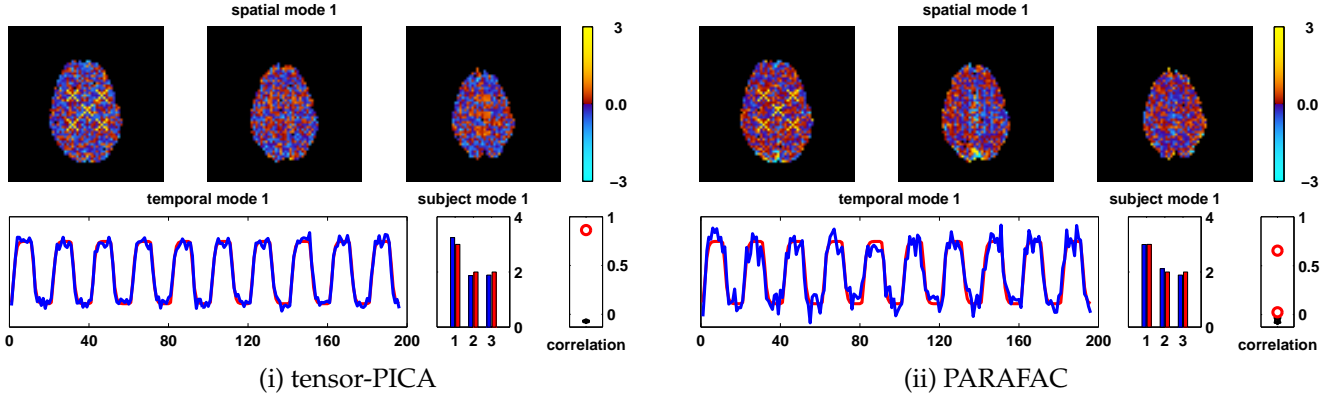 spatial mode 1
3
0.0
−3
temporal mode 1
subject mode 1
4
2
0
1
0.5
0
0 40 80 120 160 200
1 2 3
correlation
(i) tensor-PICA
spatial mode 1
3
0.0
−3
temporal mode 1
subject mode 1
4
2
0
1
0.5
0
0 40 80 120 160 200
1 2 3
correlation
(ii) PARAFAC